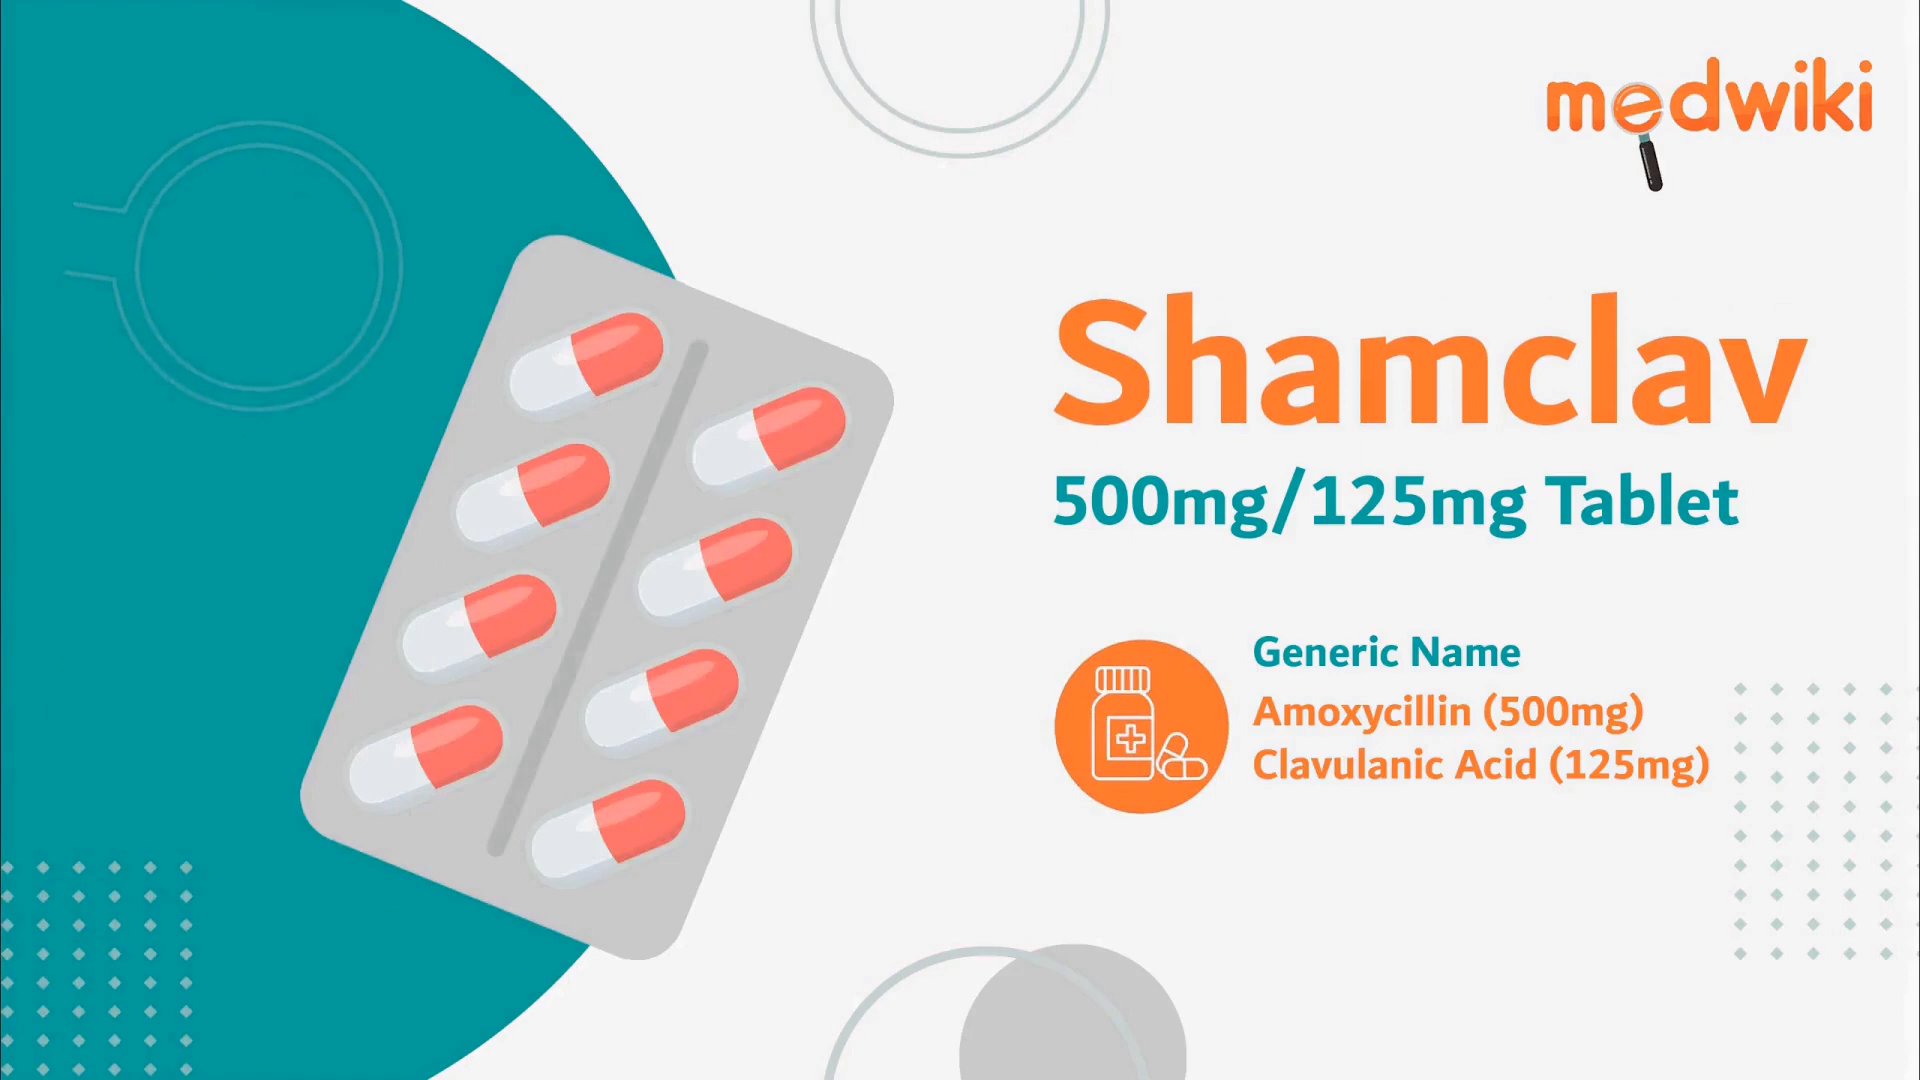 medwiki
Shamclav
500mg/125mg Tablet
Generic Name
Amoxycillin (500mg)
Clavulanic Acid (125mg)